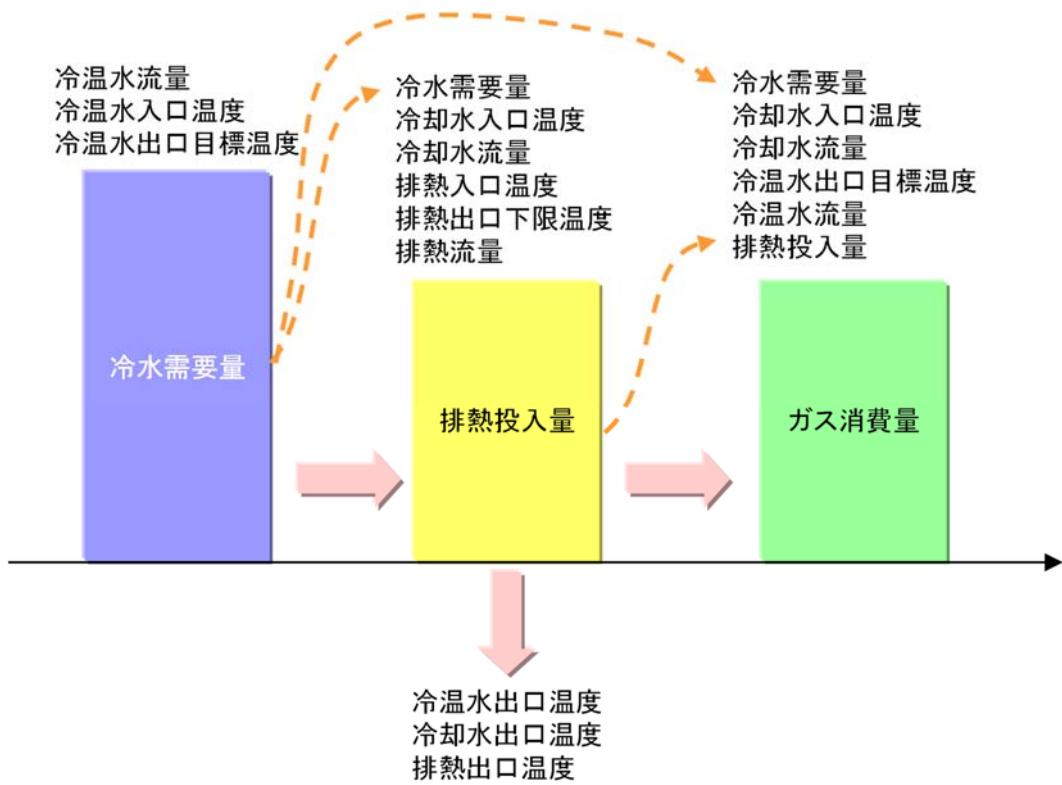 冷温水流量
冷温水入口温度
冷温水出口目標温度
冷水需要量
冷却水入口温度
冷却水流量
排熱入口温度
排熱出口下限温度
排熱流量
冷水需要量
冷却水入口温度
冷却水流量
冷温水出口目標温度
冷温水流量
排熱投入量
冷水需要量
排熱投入量
ガス消費量
冷温水出口温度
冷却水出口温度
排熱出口温度